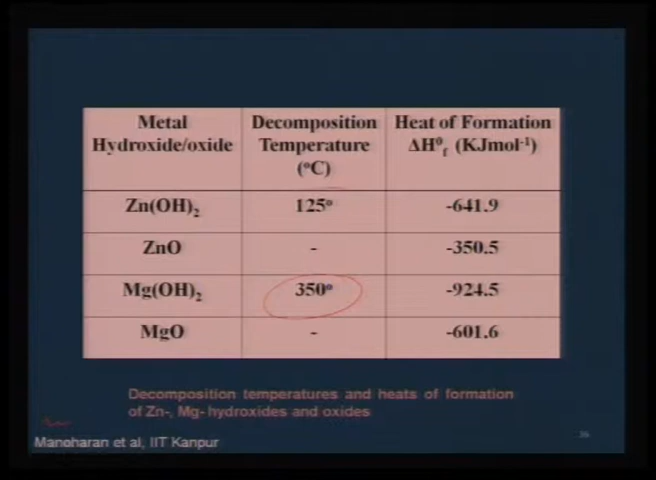 Metal Hydroxide/oxide
Decomposition Temperature (°C)
Heat of Formation ΔH⁰f (KJmol⁻¹)
Zn(OH)₂ 125° -641.9
ZnO - -350.5
Mg(OH)₂ 350° -924.5
MgO - -601.6
Decomposition temperatures and heats of formation
of Zn-, Mg- hydroxides and oxides
Manoharan et al, IIT Kanpur